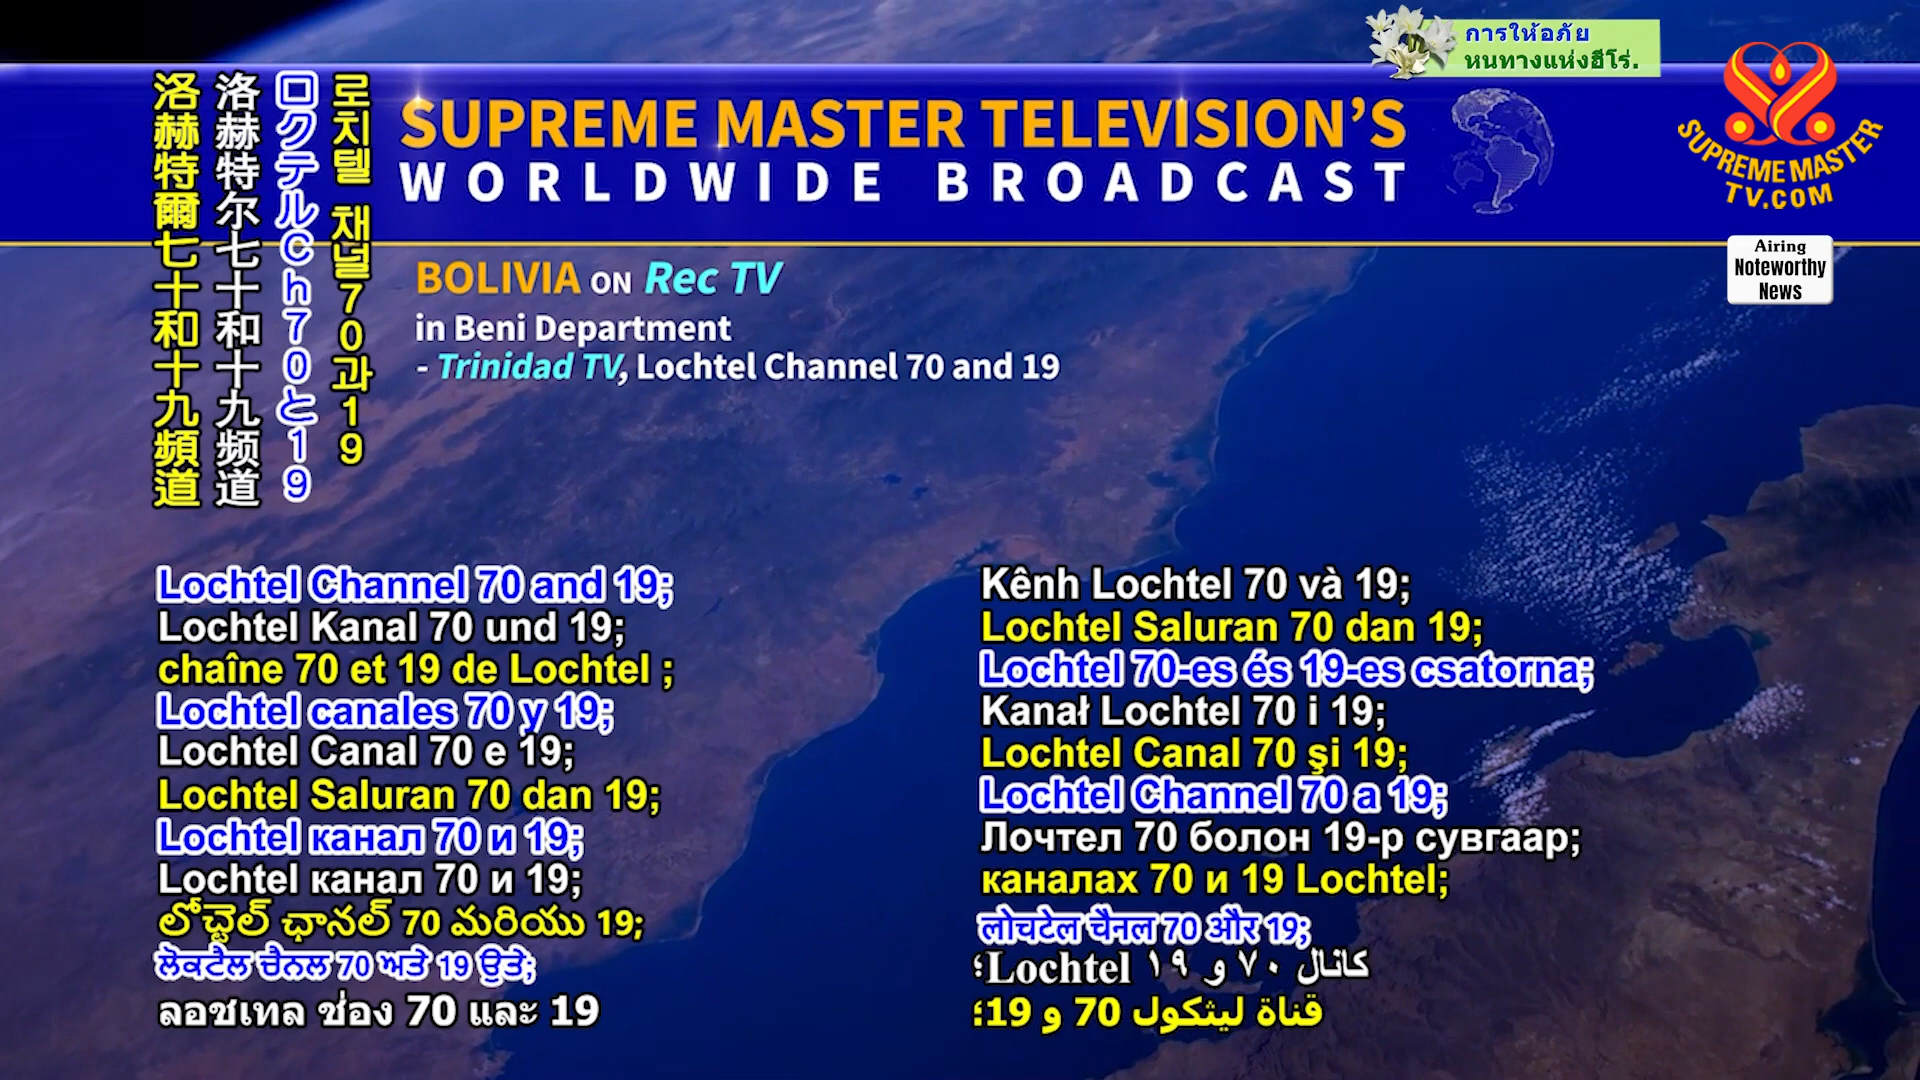 การให้อภัย
หนทางแห่งฮีโร่.
SUPREME MASTER TELEVISION’S
WORLDWIDE BROADCAST
SUPREME MASTER
TV.COM
Airing
Noteworthy
News
洛赫特爾七十和十九頻道
洛赫特尔七十和十九频道
ロクテルCh70と19
로치텔 채널70과19
BOLIVIA ON Rec TV
in Beni Department
- Trinidad TV, Lochtel Channel 70 and 19
Lochtel Channel 70 and 19;
Lochtel Kanal 70 und 19;
chaîne 70 et 19 de Lochtel ;
Lochtel canales 70 y 19;
Lochtel Canal 70 e 19;
Lochtel Saluran 70 dan 19;
Lochtel канал 70 и 19;
Lochtel канал 70 и 19;
లోచ్టెల్ ఛానల్ 70 మరియు 19;
ਲੋਕਟੈਲ ਚੈਨਲ 70 ਅਤੇ 19 ਉਤੇ;
ลอชเทล ช่อง 70 และ 19
Kênh Lochtel 70 và 19;
Lochtel Saluran 70 dan 19;
Lochtel 70-es és 19-es csatorna;
Kanał Lochtel 70 i 19;
Lochtel Canal 70 şi 19;
Lochtel Channel 70 a 19;
Лочтел 70 болон 19-р сувгаар;
каналах 70 и 19 Lochtel;
लोचटेल चैनल 70 और 19;
کانال ۷۰ و ۱۹ Lochtel؛
قناة ليثكول 70 و 19؛